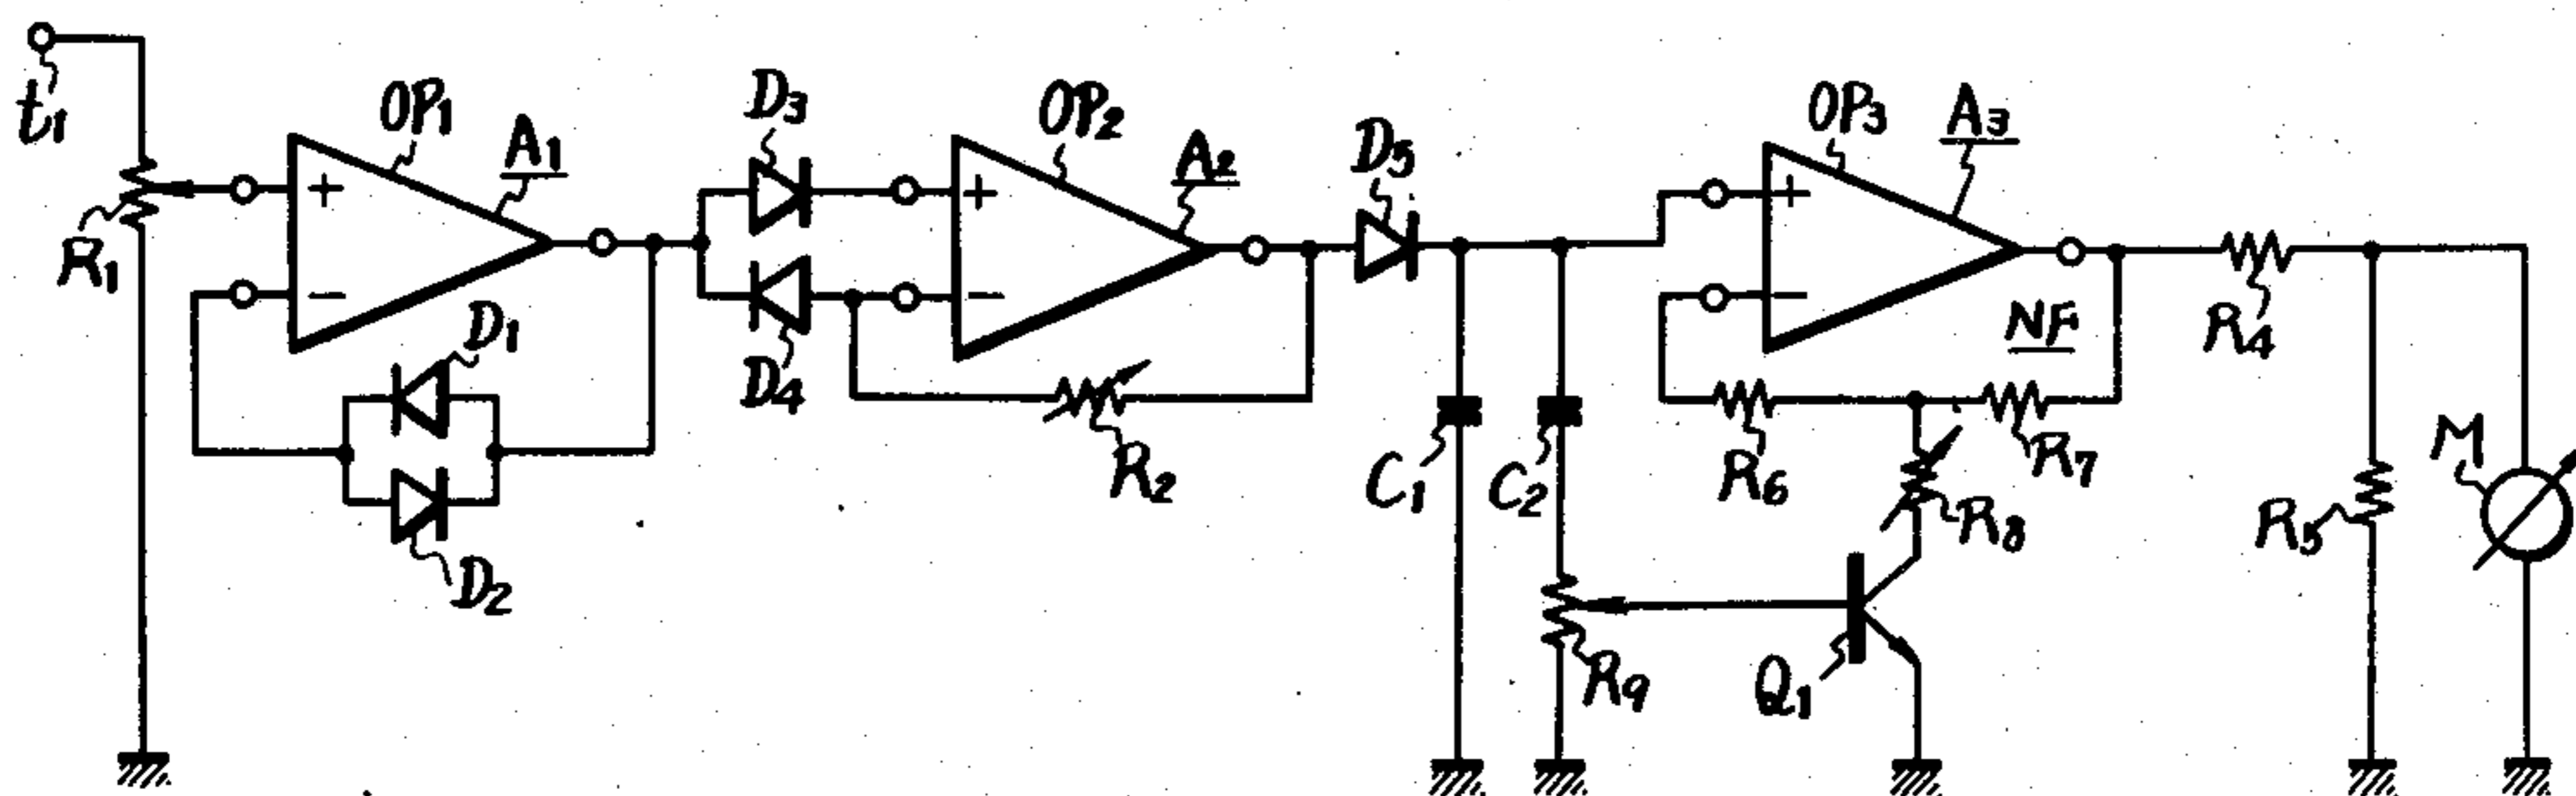 t1
R1
OP1
A1
+
−
D1
D2
D3
D4
OP2
A2
+
−
R2
D5
C1
C2
R9
OP3
A3
+
−
NF
R6
R7
R8
Q1
R4
R5
M